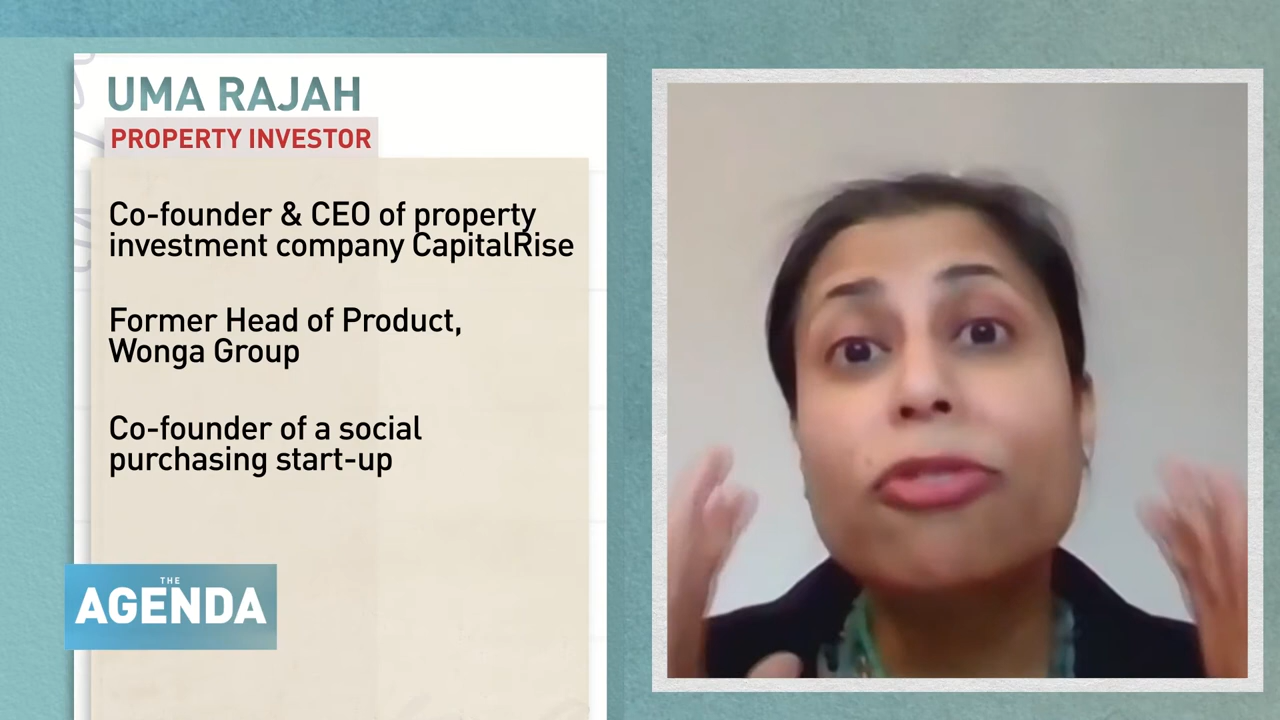 UMA RAJAH
PROPERTY INVESTOR
Co-founder & CEO of property
investment company CapitalRise
Former Head of Product,
Wonga Group
Co-founder of a social
purchasing start-up
THE
AGENDA